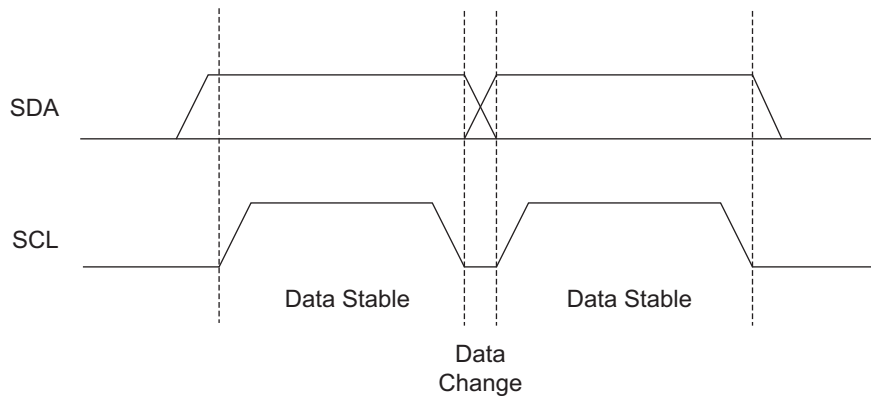 SDA
SCL
Data Stable
Data Stable
Data
Change